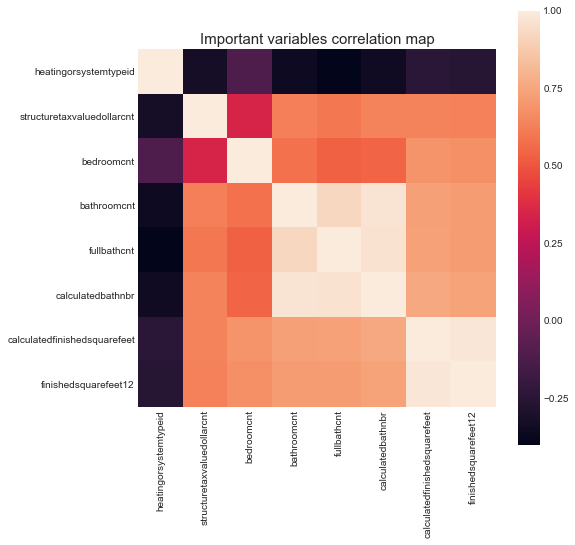 Important variables correlation map
heatingorsystemtypeid
structuretaxvaluedollarcnt
bedroomcnt
bathroomcnt
fullbathcnt
calculatedbathnbr
calculatedfinishedsquarefeet
finishedsquarefeet12
heatingorsystemtypeid
structuretaxvaluedollarcnt
bedroomcnt
bathroomcnt
fullbathcnt
calculatedbathnbr
calculatedfinishedsquarefeet
finishedsquarefeet12
1.00
0.75
0.50
0.25
0.00
−0.25